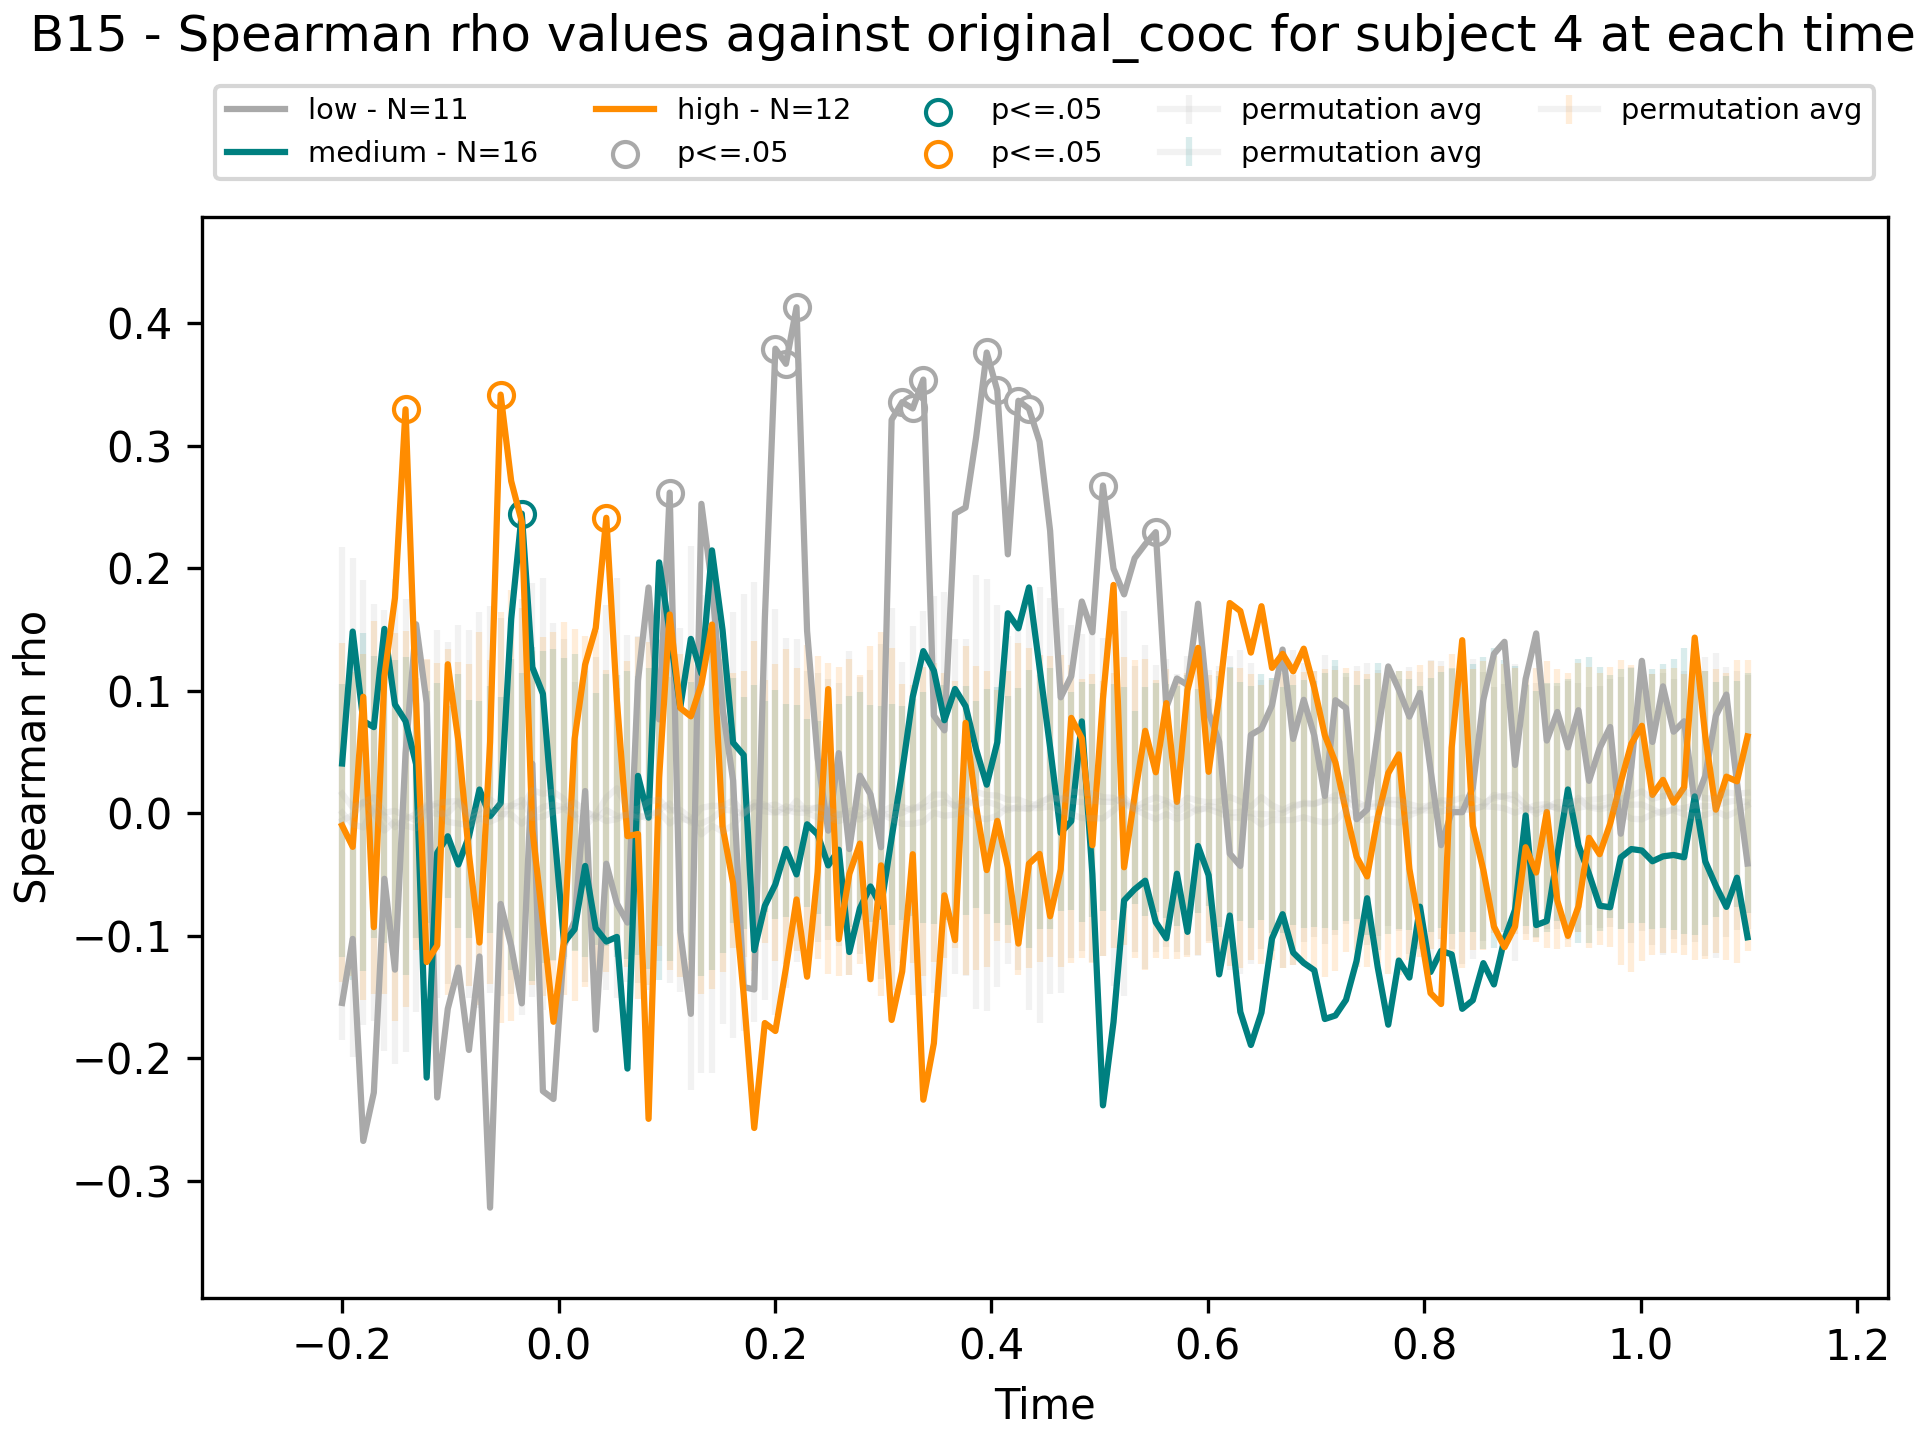 B15 - Spearman rho values against original_cooc for subject 4 at each time
low - N=11
medium - N=16
high - N=12
p<=.05
p<=.05
p<=.05
permutation avg
permutation avg
permutation avg
Spearman rho
0.4
0.3
0.2
0.1
0.0
−0.1
−0.2
−0.3
−0.2 0.0 0.2 0.4 0.6 0.8 1.0 1.2
Time